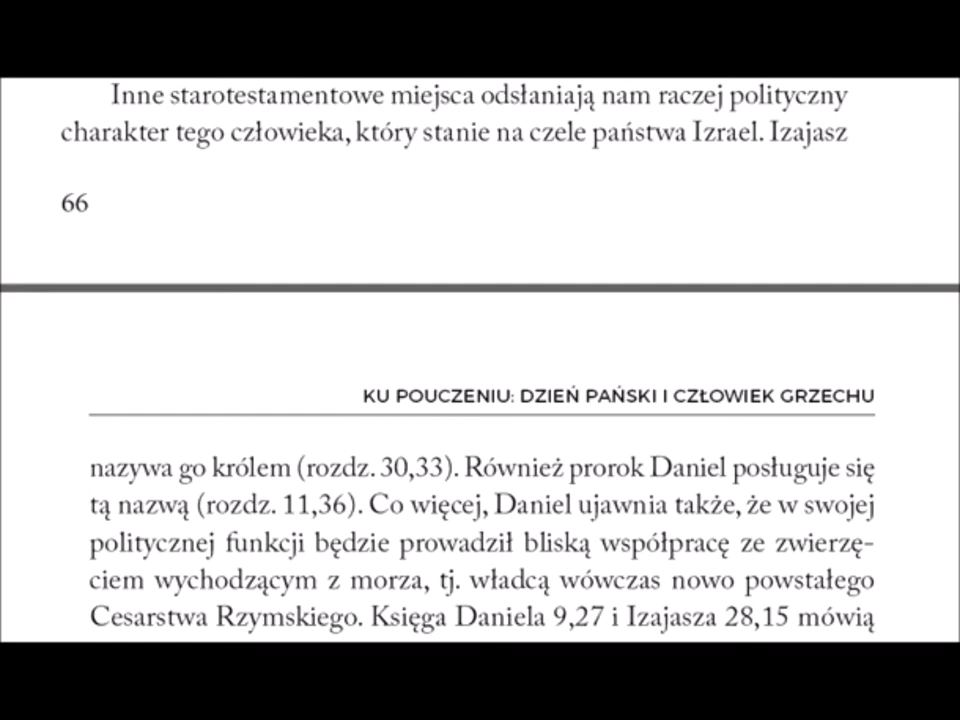 Inne starotestamentowe miejsca odsłaniają nam raczej polityczny
charakter tego człowieka, który stanie na czele państwa Izrael. Izajasz
66
KU POUCZENIU: DZIEŃ PAŃSKI I CZŁOWIEK GRZECHU
nazywa go królem (rozdz. 30,33). Również prorok Daniel posługuje się
tą nazwą (rozdz. 11,36). Co więcej, Daniel ujawnia także, że w swojej
politycznej funkcji będzie prowadził bliską współpracę ze zwierzę-
ciem wychodzącym z morza, tj. władcą wówczas nowo powstałego
Cesarstwa Rzymskiego. Księga Daniela 9,27 i Izajasza 28,15 mówią